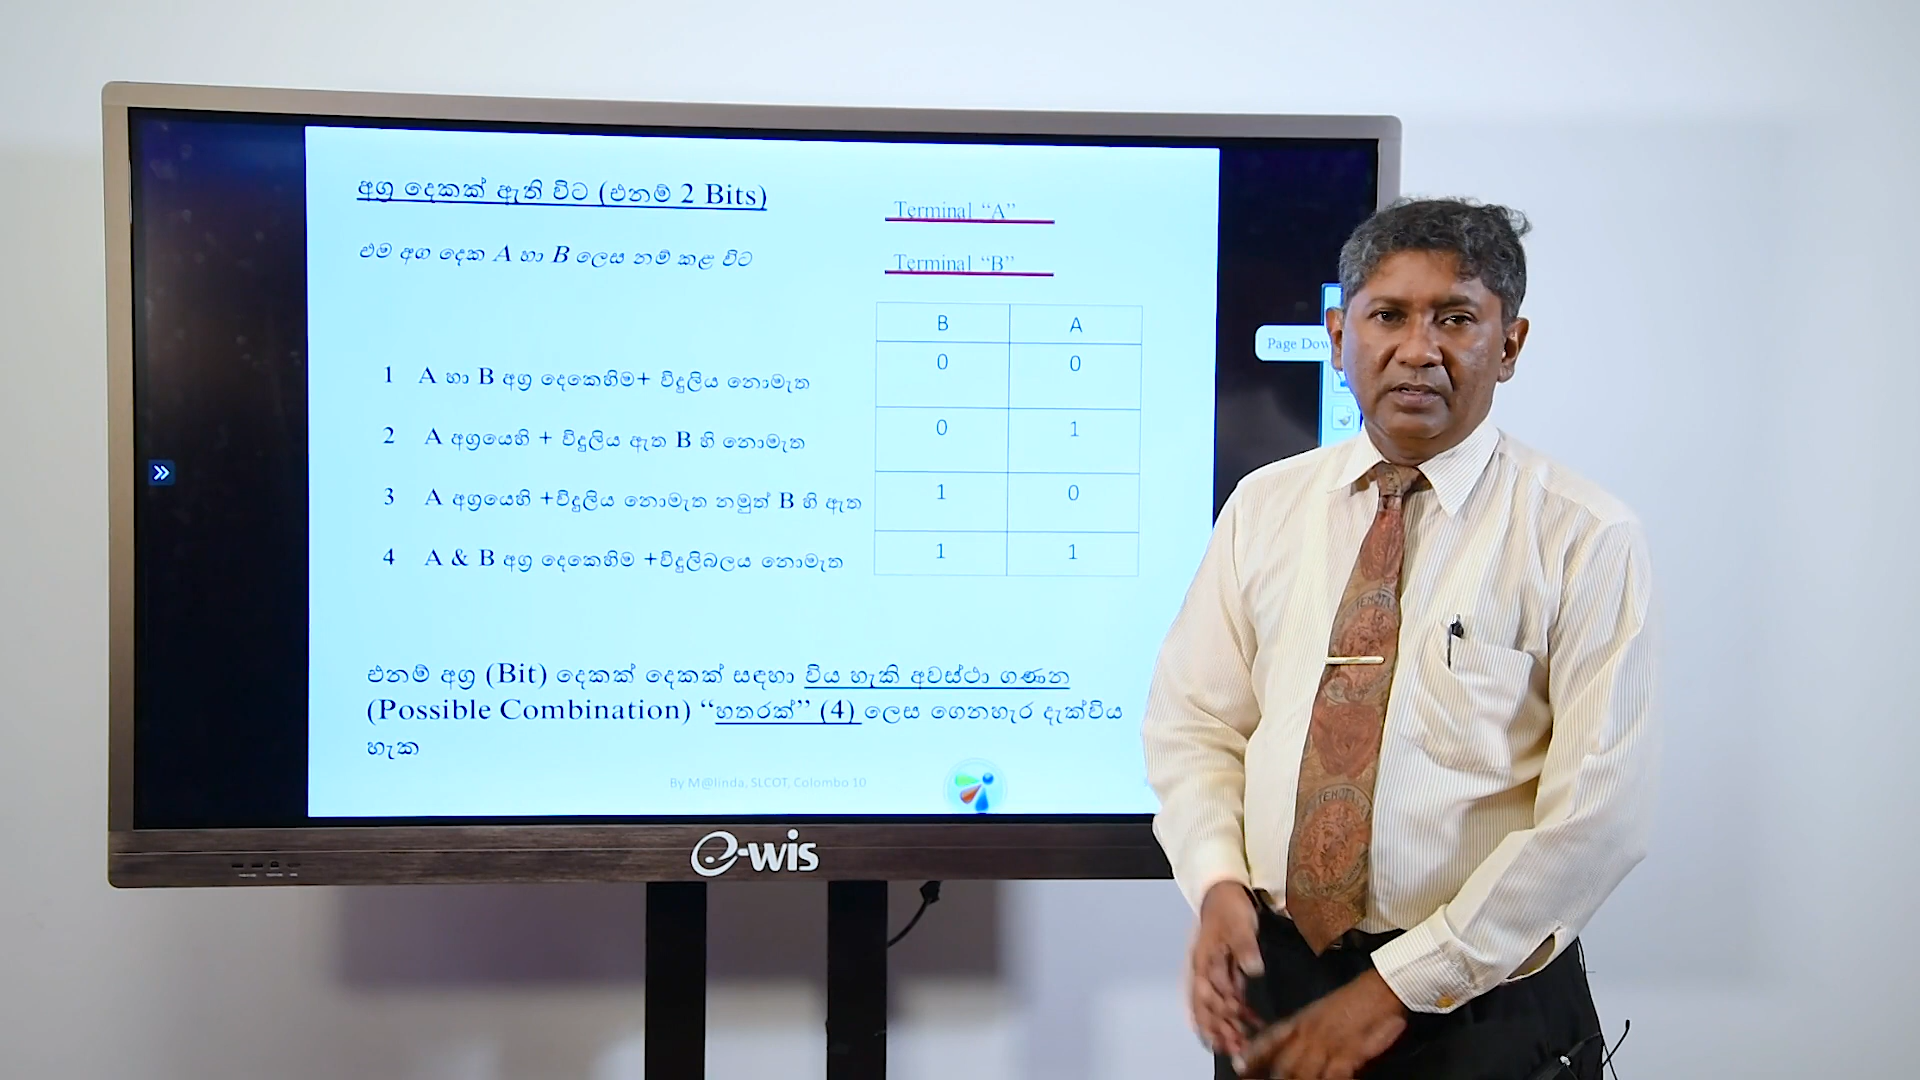 අග්‍ර දෙකක් ඇති විට (එනම් 2 Bits)
Terminal “A”
එම අග දෙක A හා B ලෙස නම් කළ විට
Terminal “B”
B A
1 A හා B අග්‍ර දෙකෙහිම+ විදුලිය නොමැත 0 0
2 A අග්‍රයෙහි + විදුලිය ඇත B හි නොමැත 0 1
3 A අග්‍රයෙහි +විදුලිය නොමැත නමුත් B හි ඇත 1 0
4 A & B අග්‍ර දෙකෙහිම +විදුලිබලය නොමැත 1 1
එනම් අග්‍ර (Bit) දෙකක් දෙකක් සඳහා විය හැකි අවස්ථා ගණන
(Possible Combination) “හතරක්” (4) ලෙස ගෙනහැර දැක්විය
හැක
By M@linda, SLCOT, Colombo 10
Page Dow
e-wis